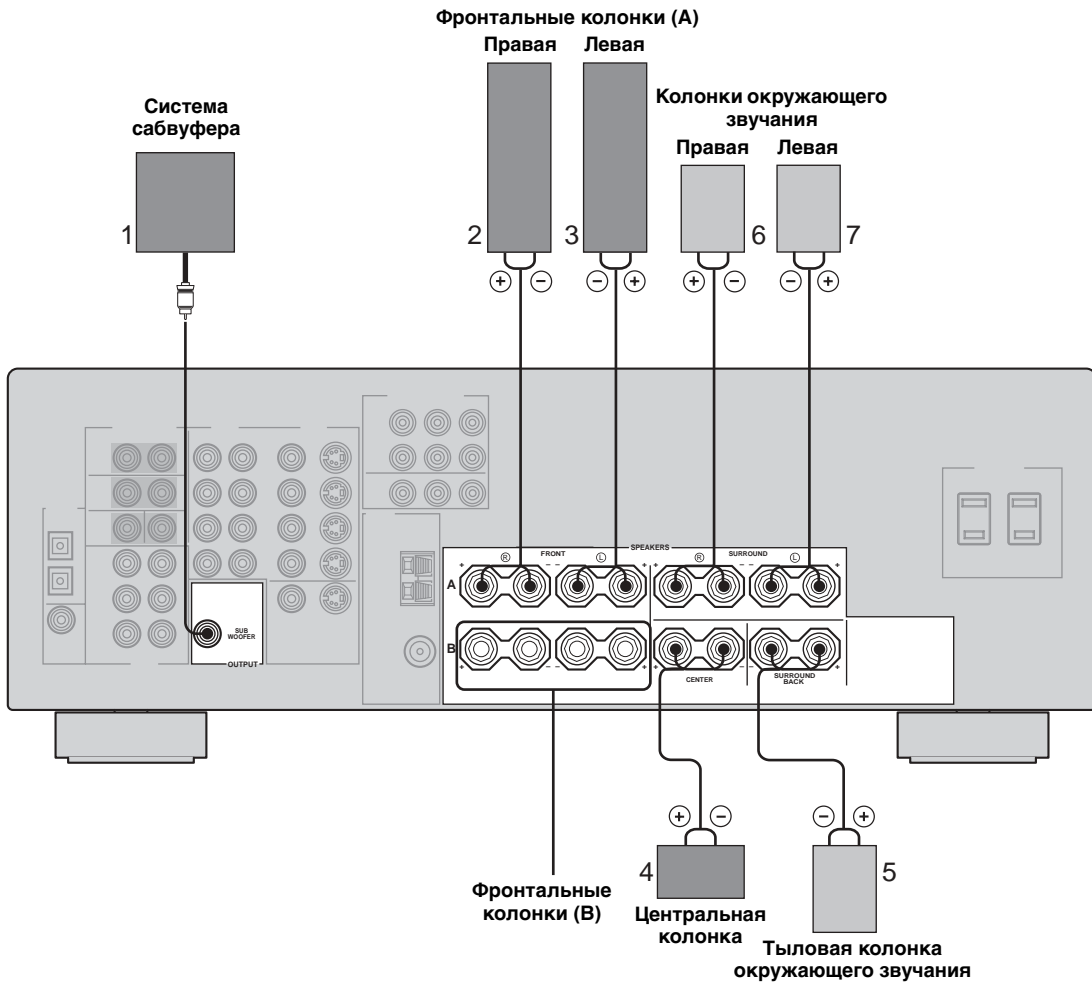 Фронтальные колонки (A)
Правая Левая
Система
сабвуфера
Колонки окружающего
звучания
Правая Левая
1
2 3 6 7
+ − − + + − − +
SPEAKERS
R FRONT L R SURROUND L
+ − − + + − − +
A
B
SUB
WOOFER
OUTPUT
+ − − + + − − +
CENTER
SURROUND
BACK
+ − − +
4 5
Фронтальные
колонки (B)
Центральная
колонка
Тыловая колонка
окружающего звучания